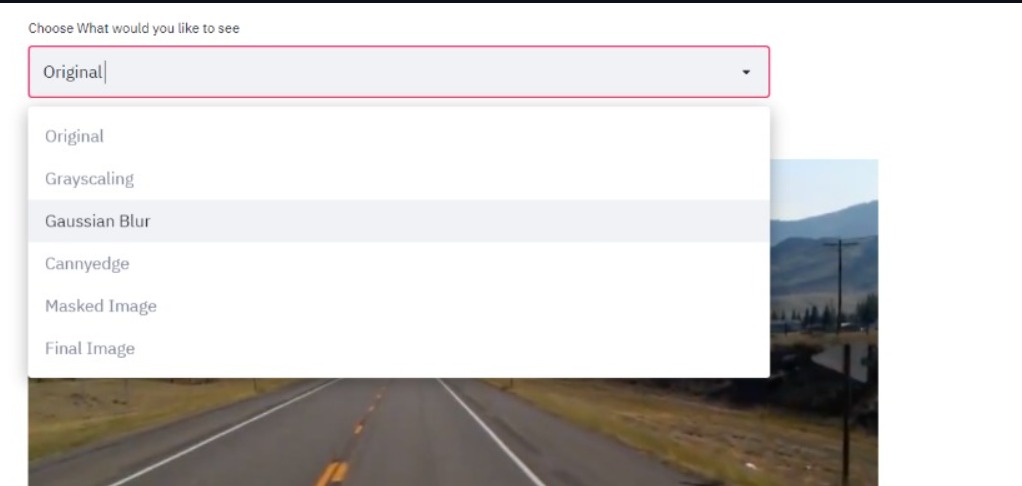 Choose What would you like to see
Original
Original
Grayscaling
Gaussian Blur
Cannyedge
Masked Image
Final Image